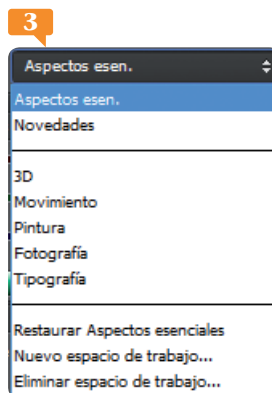 3
Aspectos esen.
Aspectos esen.
Novedades
3D
Movimiento
Pintura
Fotografía
Tipografía
Restaurar Aspectos esenciales
Nuevo espacio de trabajo...
Eliminar espacio de trabajo...